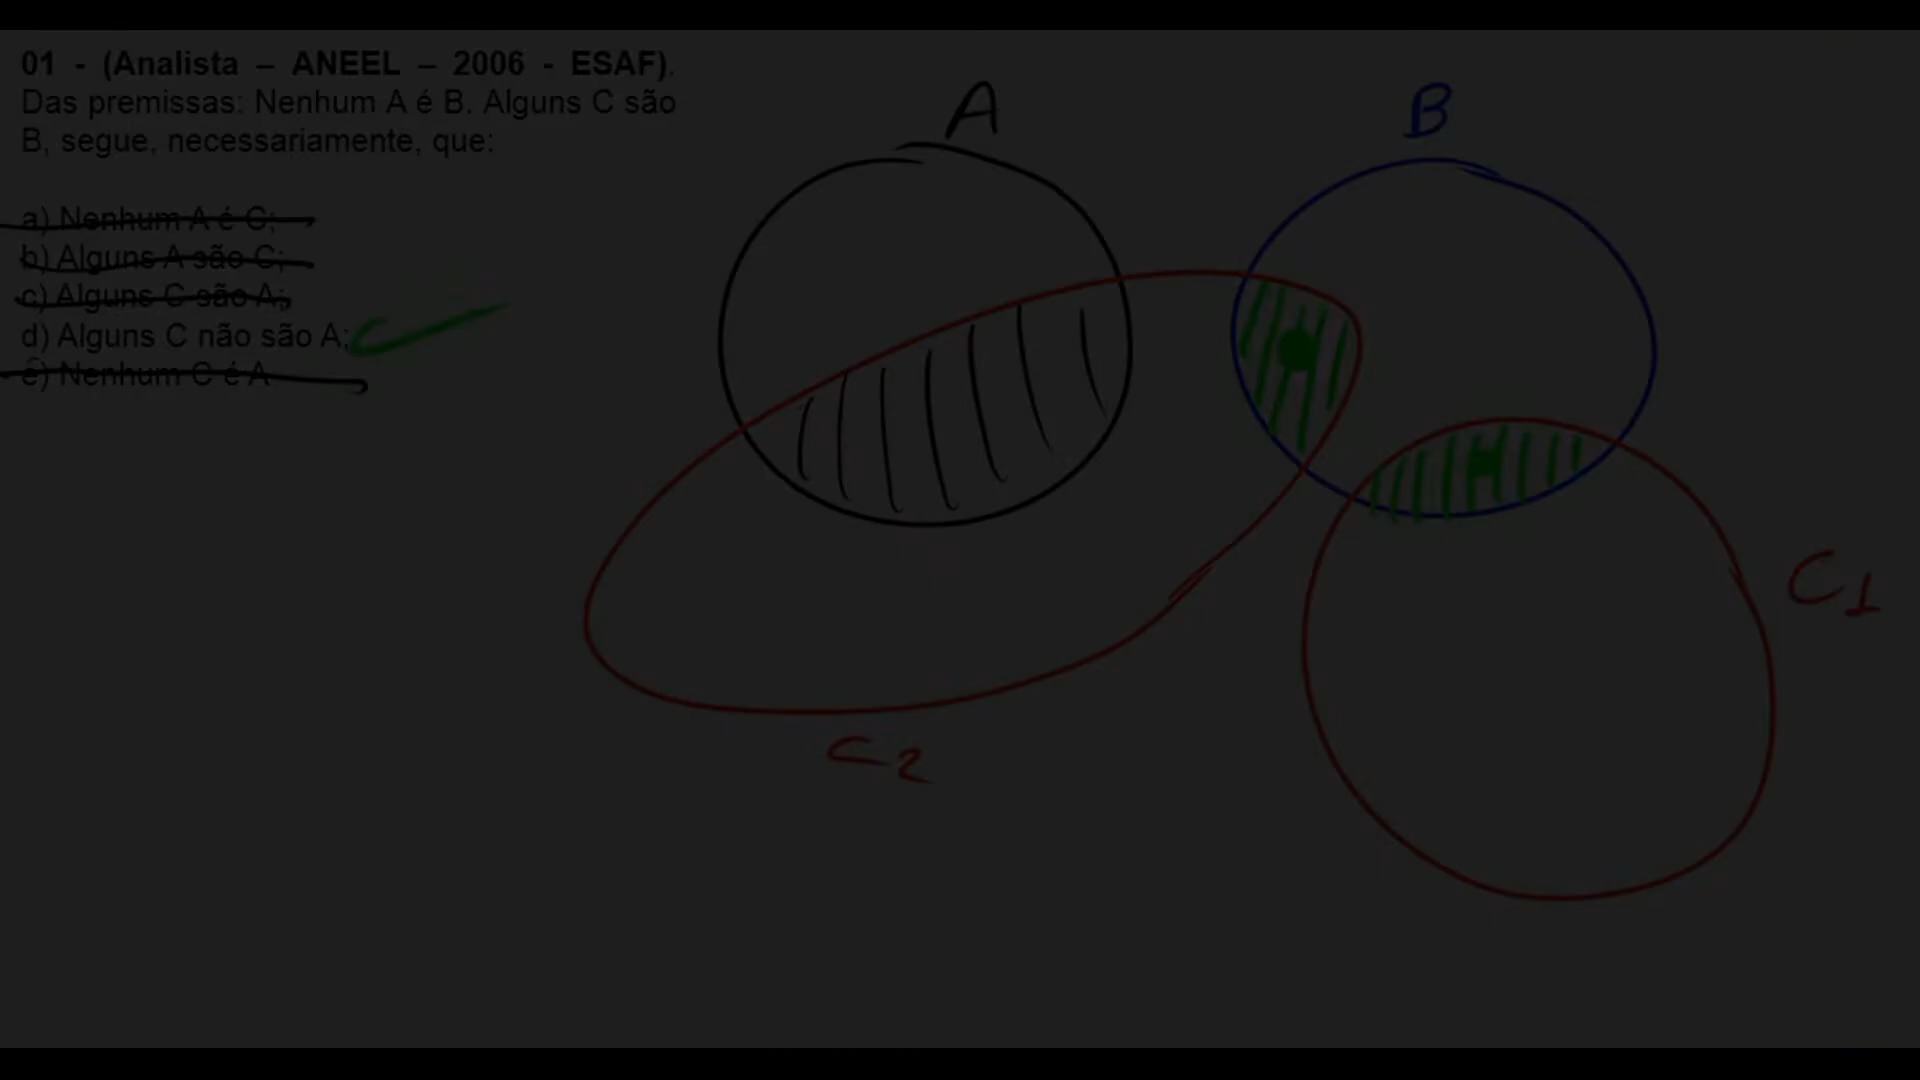 01 - (Analista – ANEEL – 2006 - ESAF).
Das premissas: Nenhum A é B. Alguns C são
B, segue, necessariamente, que:
a) Nenhum A é C;
b) Alguns A são C;
c) Alguns C são A;
d) Alguns C não são A;
e) Nenhum C é A
A
B
C1
C2